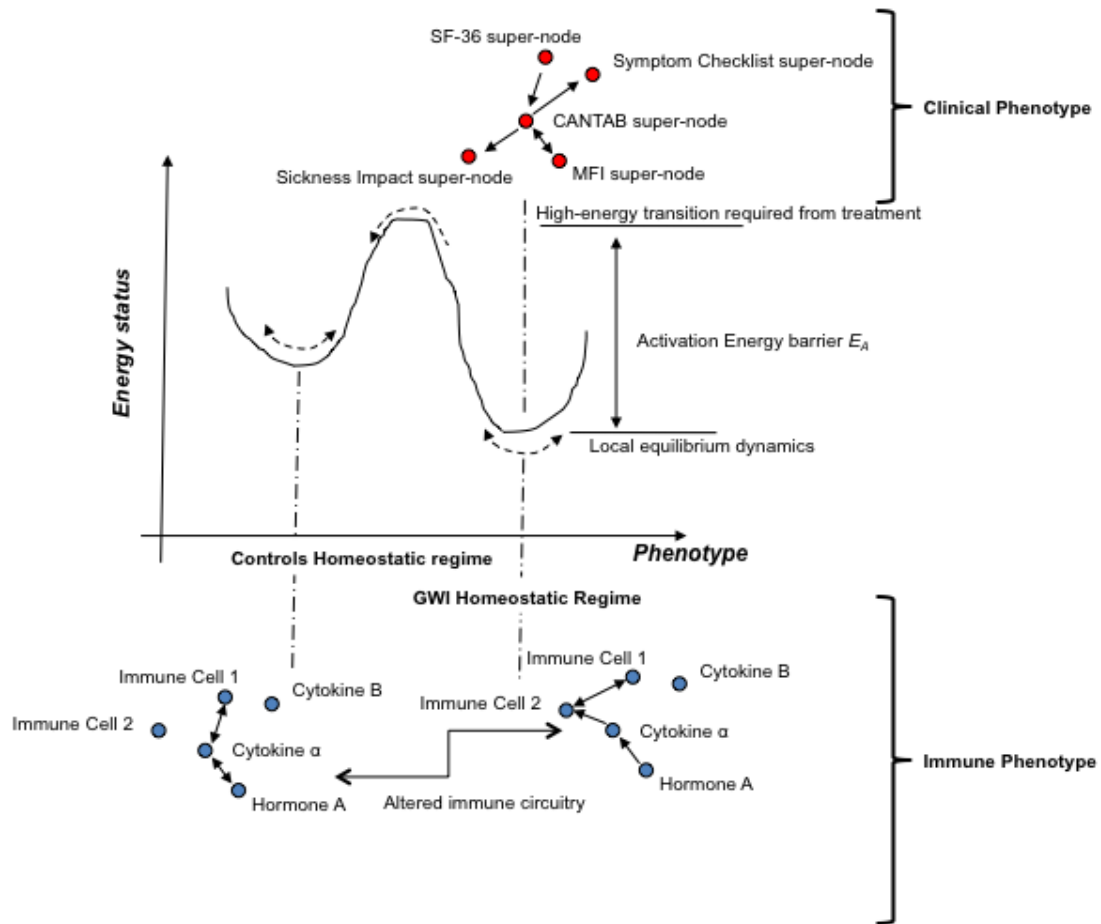 SF-36 super-node
Symptom Checklist super-node
Clinical Phenotype
CANTAB super-node
Sickness Impact super-node
MFI super-node
High-energy transition required from treatment
Energy status
Activation Energy barrier EA
Local equilibrium dynamics
Controls Homeostatic regime
Phenotype
GWI Homeostatic Regime
Immune Cell 1
Cytokine B
Immune Cell 2
Cytokine α
Hormone A
Immune Cell 1
Cytokine B
Immune Cell 2
Cytokine α
Hormone A
Altered immune circuitry
Immune Phenotype